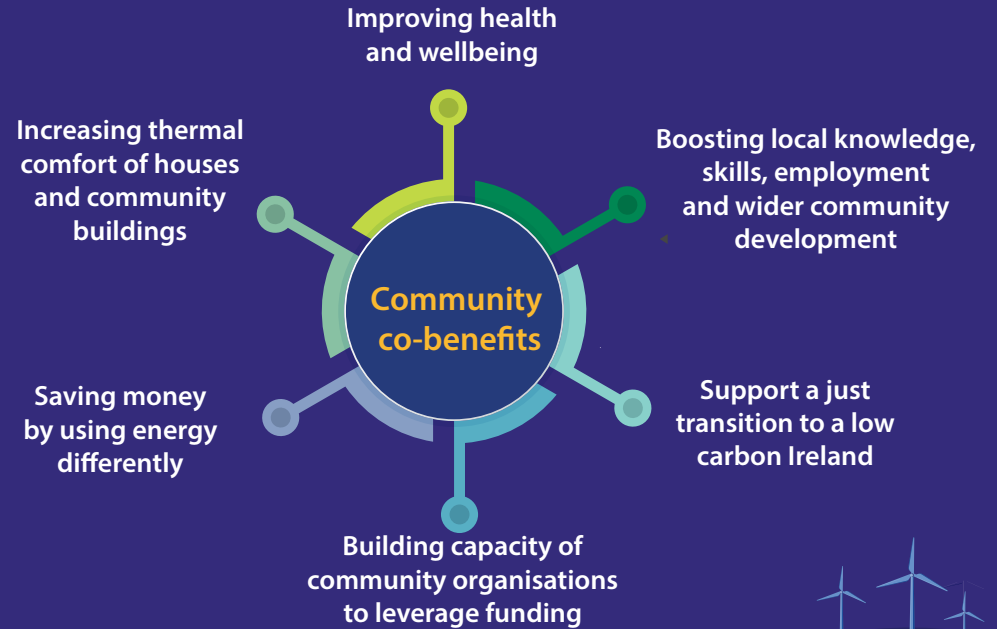 Improving health
and wellbeing
Boosting local knowledge,
skills, employment
and wider community
development
Support a just
transition to a low
carbon Ireland
Building capacity of
community organisations
to leverage funding
Saving money
by using energy
differently
Increasing thermal
comfort of houses
and community
buildings
Community
co-benefits